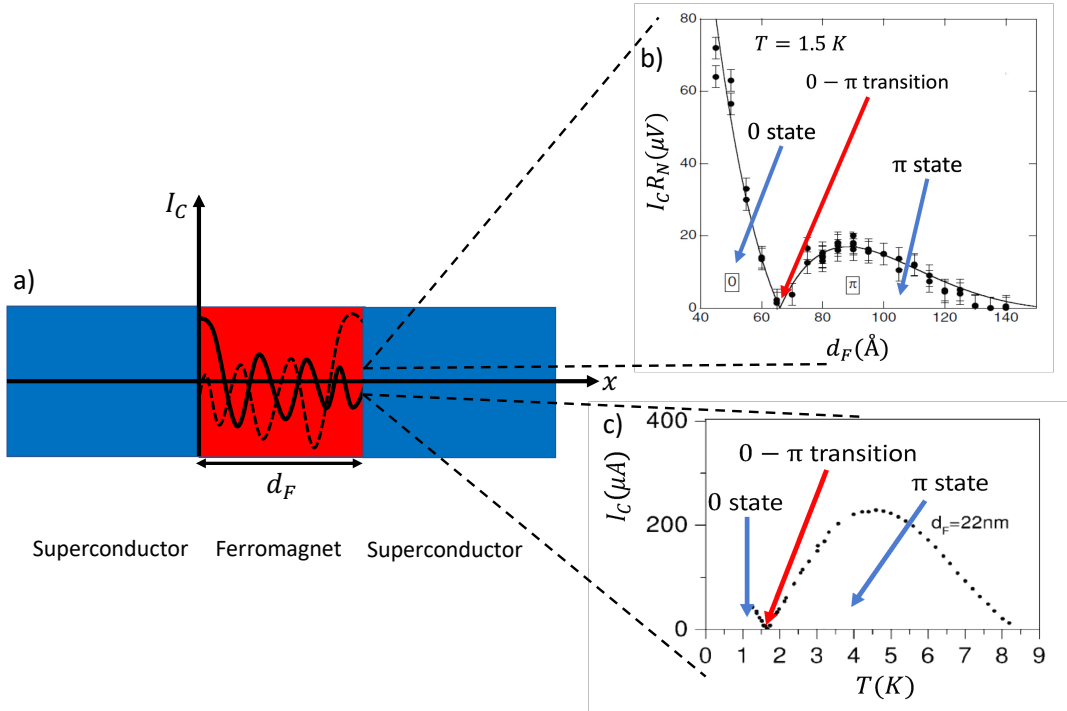 a)
I_C
x
d_F
Superconductor
Ferromagnet
Superconductor
b)
T = 1.5 K
0 − π transition
0 state
π state
I_C R_N (μV)
80
60
40
20
0
0
π
40
60
80
100
120
140
d_F (Å)
c)
0 − π transition
0 state
π state
d_F=22nm
I_C (μA)
400
200
0
0 1 2 3 4 5 6 7 8 9
T (K)